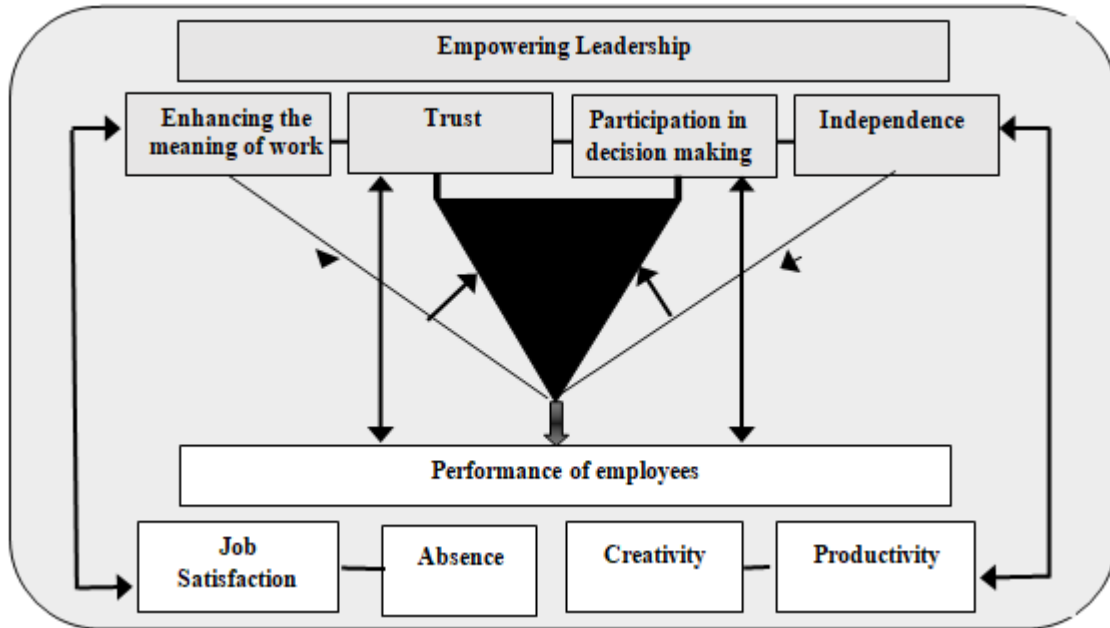 Empowering Leadership
Enhancing the
meaning of work
Trust
Participation in
decision making
Independence
Performance of employees
Job
Satisfaction
Absence
Creativity
Productivity